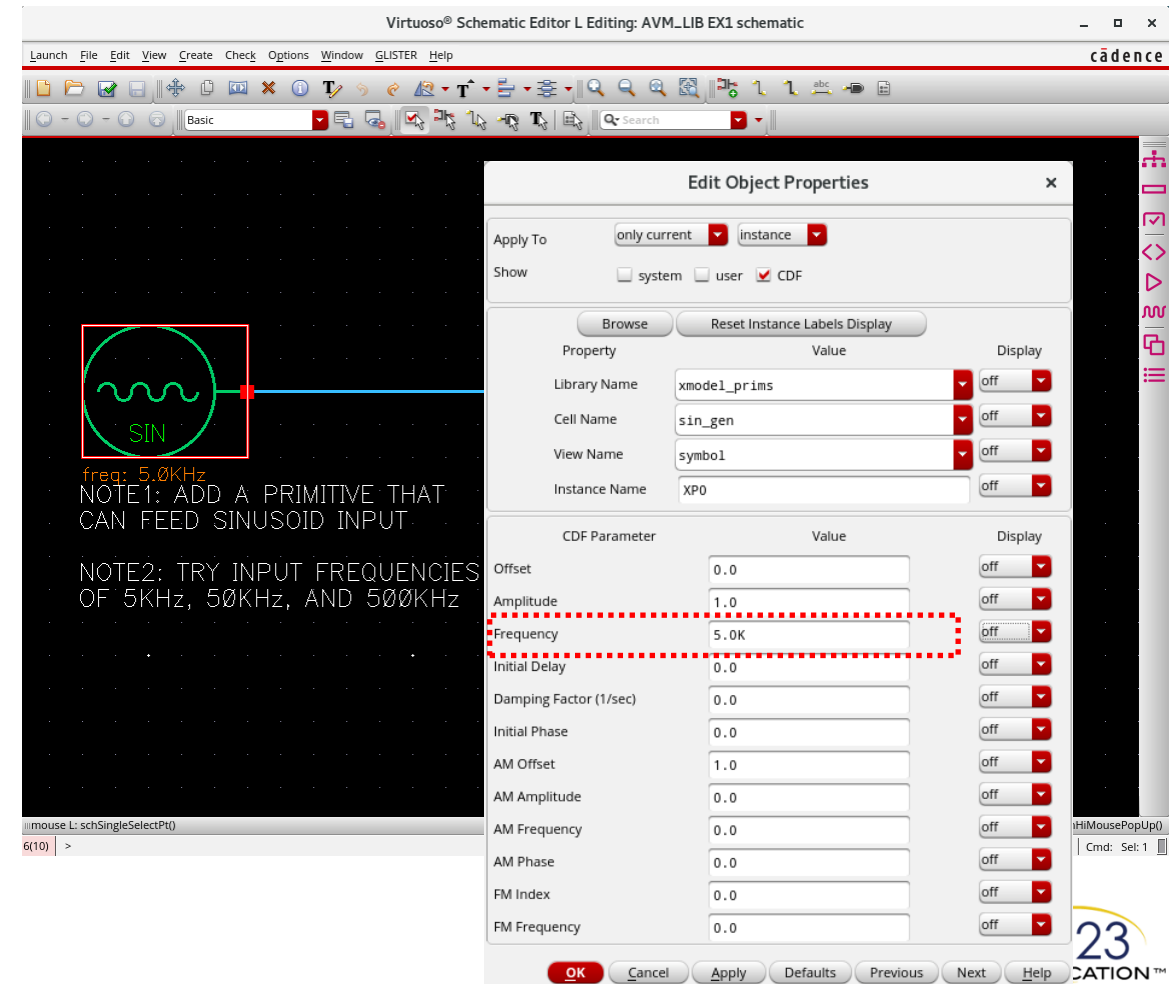 Virtuoso® Schematic Editor L Editing: AVM_LIB EX1 schematic
Launch File Edit View Create Check Options Window GLISTER Help
cādence
Basic
Search
Edit Object Properties
Apply To only current instance
Show system user CDF
Browse Reset Instance Labels Display
Property Value Display
Library Name xmodel_prims off
Cell Name sin_gen off
View Name symbol off
Instance Name XP0 off
CDF Parameter Value Display
Offset 0.0 off
Amplitude 1.0 off
Frequency 5.0K off
Initial Delay 0.0 off
Damping Factor (1/sec) 0.0 off
Initial Phase 0.0 off
AM Offset 1.0 off
AM Amplitude 0.0 off
AM Frequency 0.0 off
AM Phase 0.0 off
FM Index 0.0 off
FM Frequency 0.0 off
OK Cancel Apply Defaults Previous Next Help
SIN
freq: 5.0KHz
NOTE1: ADD A PRIMITIVE THAT
CAN FEED SINUSOID INPUT
NOTE2: TRY INPUT FREQUENCIES
OF 5KHz, 50KHz, AND 500KHz
mouse L: schSingleSelectPt()
HiMousePopUp()
6(10) >
Cmd: Sel: 1
23
CATION™